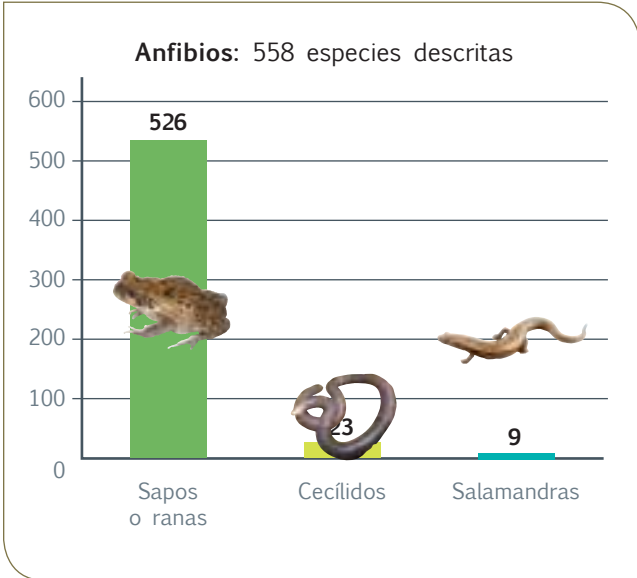 Anfibios: 558 especies descritas
600
500
400
300
200
100
0
526
23
9
Sapos
o ranas
Cecílidos
Salamandras